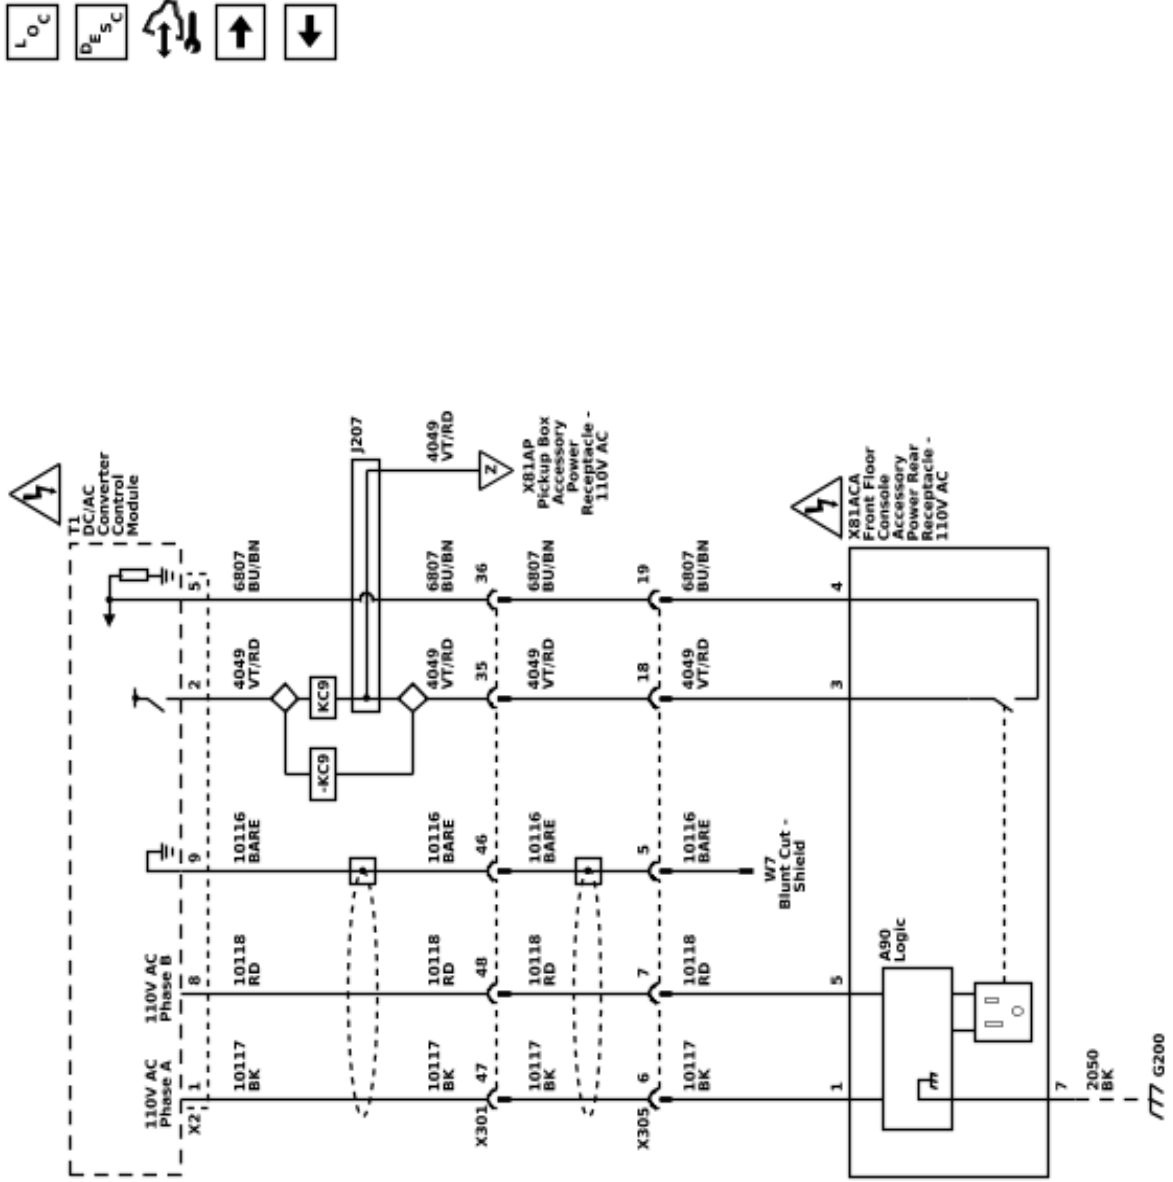 L O C
D E S C
T1
DC/AC
Converter
Control
Module
110V AC
Phase A
110V AC
Phase B
X2
1
8
9
2
5
10117
BK
10118
RD
10116
BARE
4049
VT/RD
6807
BU/BN
-KC9
KC9
J207
4049
VT/RD
Z
X81AP
Pickup Box
Accessory
Power
Receptacle -
110V AC
10117
BK
10118
RD
10116
BARE
4049
VT/RD
6807
BU/BN
X301
47
48
46
35
36
10117
BK
10118
RD
10116
BARE
4049
VT/RD
6807
BU/BN
X305
6
7
5
18
19
10117
BK
10118
RD
10116
BARE
4049
VT/RD
6807
BU/BN
W7
Blunt Cut -
Shield
X81ACA
Front Floor
Console
Accessory
Power Rear
Receptacle -
110V AC
1
5
3
4
A90
Logic
7
2050
BK
G200